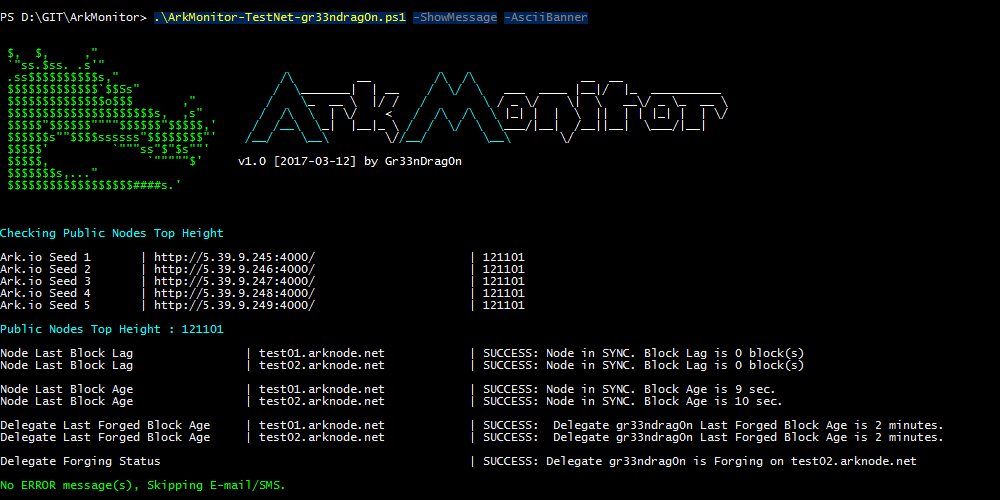 PS D:\GIT\ArkMonitor> .\ArkMonitor-TestNet-gr33ndrag0n.ps1 -ShowMessage -AsciiBanner
ArkMonitor
v1.0 [2017-03-12] by Gr33nDrag0n
Checking Public Nodes Top Height
Ark.io Seed 1 | http://5.39.9.245:4000/ | 121101
Ark.io Seed 2 | http://5.39.9.246:4000/ | 121101
Ark.io Seed 3 | http://5.39.9.247:4000/ | 121101
Ark.io Seed 4 | http://5.39.9.248:4000/ | 121101
Ark.io Seed 5 | http://5.39.9.249:4000/ | 121101
Public Nodes Top Height : 121101
Node Last Block Lag | test01.arknode.net | SUCCESS: Node in SYNC. Block Lag is 0 block(s)
Node Last Block Lag | test02.arknode.net | SUCCESS: Node in SYNC. Block Lag is 0 block(s)
Node Last Block Age | test01.arknode.net | SUCCESS: Node in SYNC. Block Age is 9 sec.
Node Last Block Age | test02.arknode.net | SUCCESS: Node in SYNC. Block Age is 10 sec.
Delegate Last Forged Block Age | test01.arknode.net | SUCCESS:  Delegate gr33ndrag0n Last Forged Block Age is 2 minutes.
Delegate Last Forged Block Age | test02.arknode.net | SUCCESS:  Delegate gr33ndrag0n Last Forged Block Age is 2 minutes.
Delegate Forging Status | SUCCESS: Delegate gr33ndrag0n is Forging on test02.arknode.net
No ERROR message(s), Skipping E-mail/SMS.